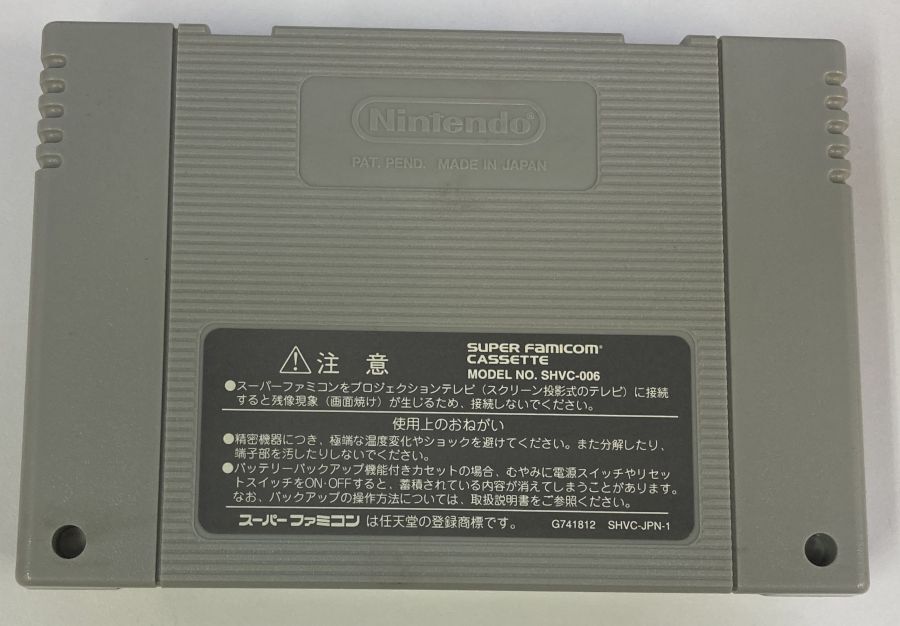 Nintendo®
PAT. PEND. MADE IN JAPAN
⚠注 意
SUPER FAMICOM®
CASSETTE
MODEL NO. SHVC-006
●スーパーファミコンをプロジェクションテレビ（スクリーン投影式のテレビ）に接続
すると残像現象（画面焼け）が生じるため、接続しないでください。
使用上のおねがい
●精密機器につき、極端な温度変化やショックを避けてください。また分解したり、
端子部を汚したりしないでください。
●バッテリーバックアップ機能付きカセットの場合、むやみに電源スイッチやリセッ
トスイッチをON・OFFすると、蓄積されている内容が消えてしまうことがあります。
なお、バックアップの操作方法については、取扱説明書をご参照ください。
スーパーファミコン は任天堂の登録商標です。 G741812 SHVC-JPN-1